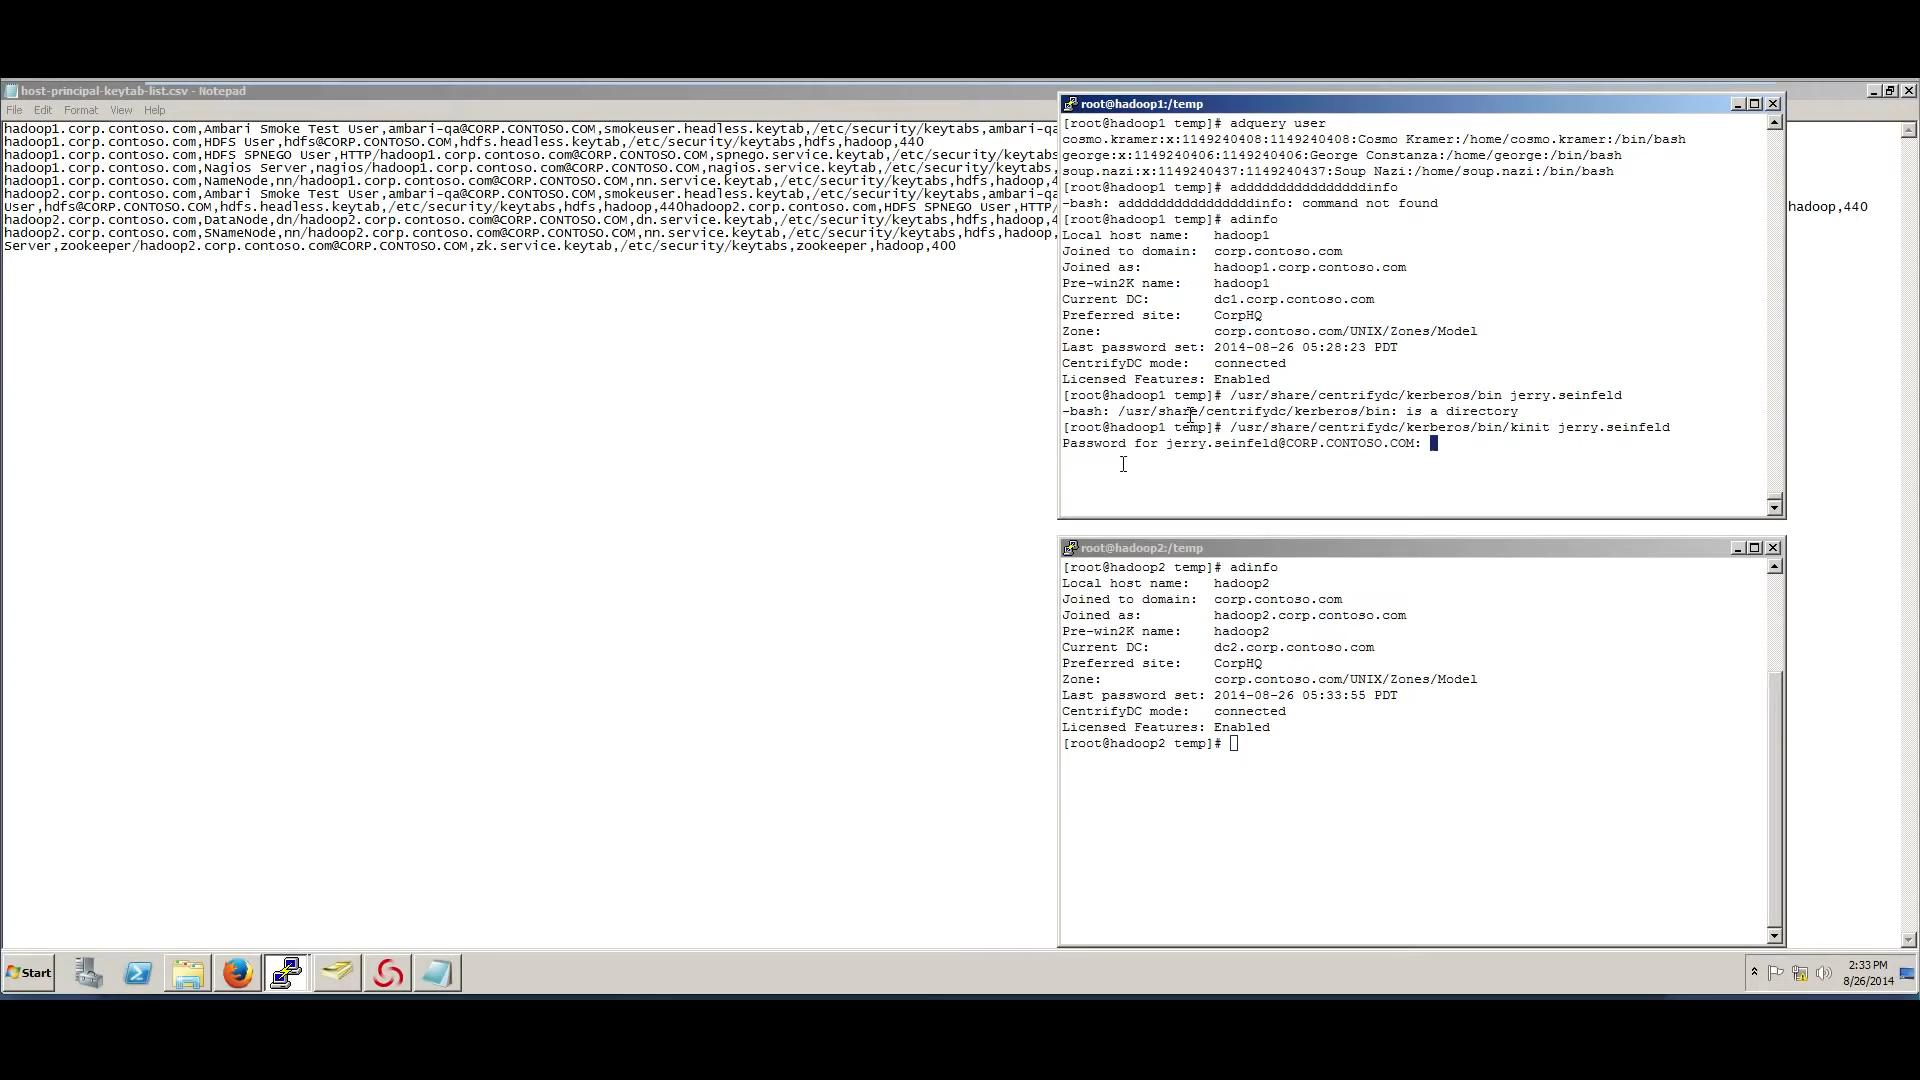 host-principal-keytab-list.csv - Notepad
File Edit Format View Help
hadoop1.corp.contoso.com,Ambari Smoke Test User,ambari-qa@CORP.CONTOSO.COM,smokeuser.headless.keytab,/etc/security/keytabs,ambari-qa
hadoop1.corp.contoso.com,HDFS User,hdfs@CORP.CONTOSO.COM,hdfs.headless.keytab,/etc/security/keytabs,hdfs,hadoop,440
hadoop1.corp.contoso.com,HDFS SPNEGO User,HTTP/hadoop1.corp.contoso.com@CORP.CONTOSO.COM,spnego.service.keytab,/etc/security/keytabs
hadoop1.corp.contoso.com,Nagios Server,nagios/hadoop1.corp.contoso.com@CORP.CONTOSO.COM,nagios.service.keytab,/etc/security/keytabs
hadoop1.corp.contoso.com,NameNode,nn/hadoop1.corp.contoso.com@CORP.CONTOSO.COM,nn.service.keytab,/etc/security/keytabs,hdfs,hadoop,4
hadoop2.corp.contoso.com,Ambari Smoke Test User,ambari-qa@CORP.CONTOSO.COM,smokeuser.headless.keytab,/etc/security/keytabs,ambari-qa
User,hdfs@CORP.CONTOSO.COM,hdfs.headless.keytab,/etc/security/keytabs,hdfs,hadoop,440hadoop2.corp.contoso.com,HDFS SPNEGO User,HTTP/ hadoop,440
hadoop2.corp.contoso.com,DataNode,dn/hadoop2.corp.contoso.com@CORP.CONTOSO.COM,dn.service.keytab,/etc/security/keytabs,hdfs,hadoop,4
hadoop2.corp.contoso.com,SNameNode,nn/hadoop2.corp.contoso.com@CORP.CONTOSO.COM,nn.service.keytab,/etc/security/keytabs,hdfs,hadoop,
Server,zookeeper/hadoop2.corp.contoso.com@CORP.CONTOSO.COM,zk.service.keytab,/etc/security/keytabs,zookeeper,hadoop,400
root@hadoop1:/temp
[root@hadoop1 temp]# adquery user
cosmo.kramer:x:1149240408:1149240408:Cosmo Kramer:/home/cosmo.kramer:/bin/bash
george:x:1149240406:1149240406:George Constanza:/home/george:/bin/bash
soup.nazi:x:1149240437:1149240437:Soup Nazi:/home/soup.nazi:/bin/bash
[root@hadoop1 temp]# adddddddddddddddinfo
-bash: adddddddddddddddinfo: command not found
[root@hadoop1 temp]# adinfo
Local host name: hadoop1
Joined to domain: corp.contoso.com
Joined as: hadoop1.corp.contoso.com
Pre-win2K name: hadoop1
Current DC: dc1.corp.contoso.com
Preferred site: CorpHQ
Zone: corp.contoso.com/UNIX/Zones/Model
Last password set: 2014-08-26 05:28:23 PDT
CentrifyDC mode: connected
Licensed Features: Enabled
[root@hadoop1 temp]# /usr/share/centrifydc/kerberos/bin jerry.seinfeld
-bash: /usr/share/centrifydc/kerberos/bin: is a directory
[root@hadoop1 temp]# /usr/share/centrifydc/kerberos/bin/kinit jerry.seinfeld
Password for jerry.seinfeld@CORP.CONTOSO.COM:
root@hadoop2:/temp
[root@hadoop2 temp]# adinfo
Local host name: hadoop2
Joined to domain: corp.contoso.com
Joined as: hadoop2.corp.contoso.com
Pre-win2K name: hadoop2
Current DC: dc2.corp.contoso.com
Preferred site: CorpHQ
Zone: corp.contoso.com/UNIX/Zones/Model
Last password set: 2014-08-26 05:33:55 PDT
CentrifyDC mode: connected
Licensed Features: Enabled
[root@hadoop2 temp]#
Start
2:33 PM
8/26/2014